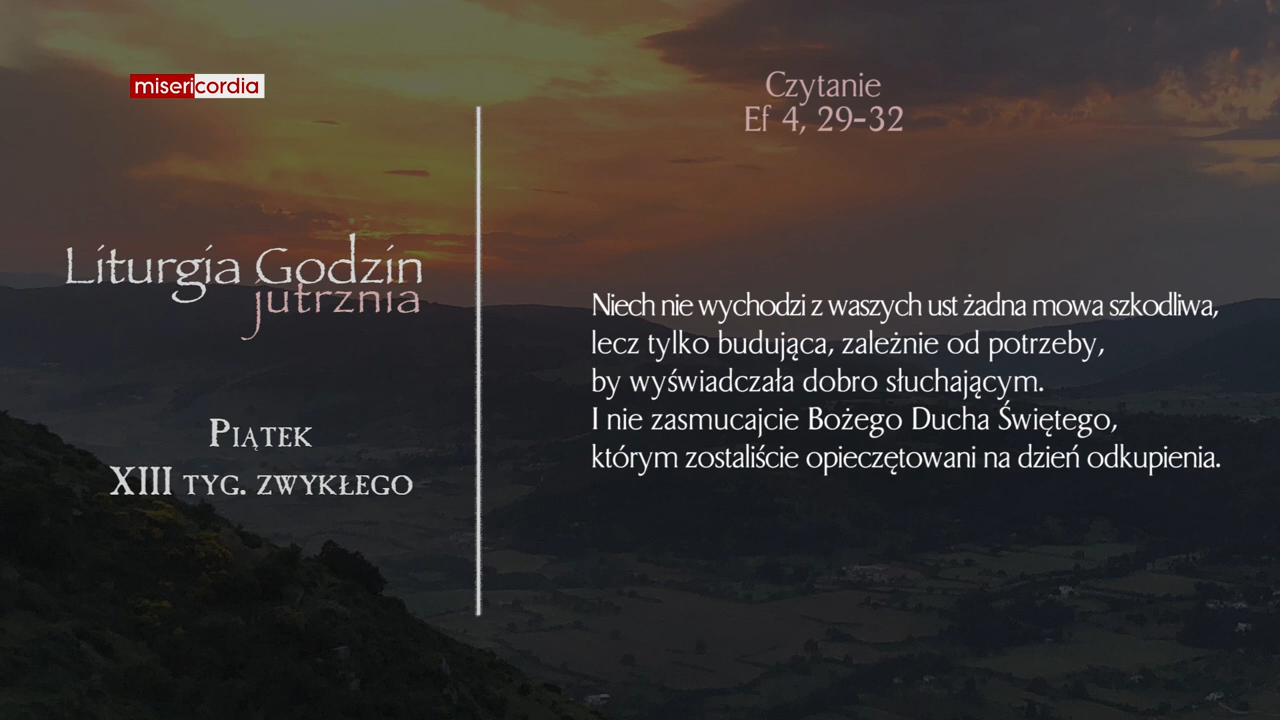 misericordia
Liturgia Godzin
jutrznia
Piątek
XIII tyg. zwykłego
Czytanie
Ef 4, 29-32
Niech nie wychodzi z waszych ust żadna mowa szkodliwa,
lecz tylko budująca, zależnie od potrzeby,
by wyświadczała dobro słuchającym.
I nie zasmucajcie Bożego Ducha Świętego,
którym zostaliście opieczętowani na dzień odkupienia.